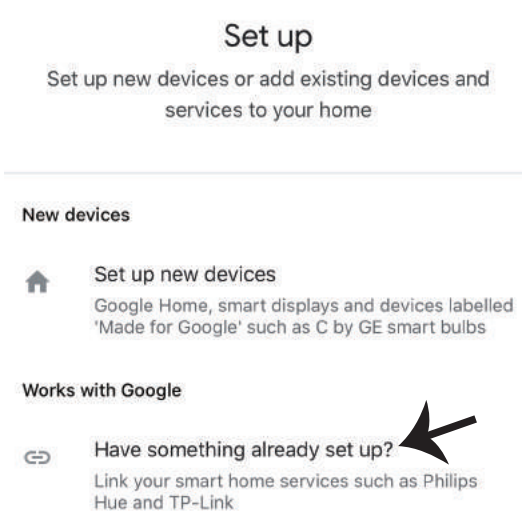 Set up
Set up new devices or add existing devices and
services to your home
New devices
Set up new devices
Google Home, smart displays and devices labelled
'Made for Google' such as C by GE smart bulbs
Works with Google
Have something already set up?
Link your smart home services such as Philips
Hue and TP-Link